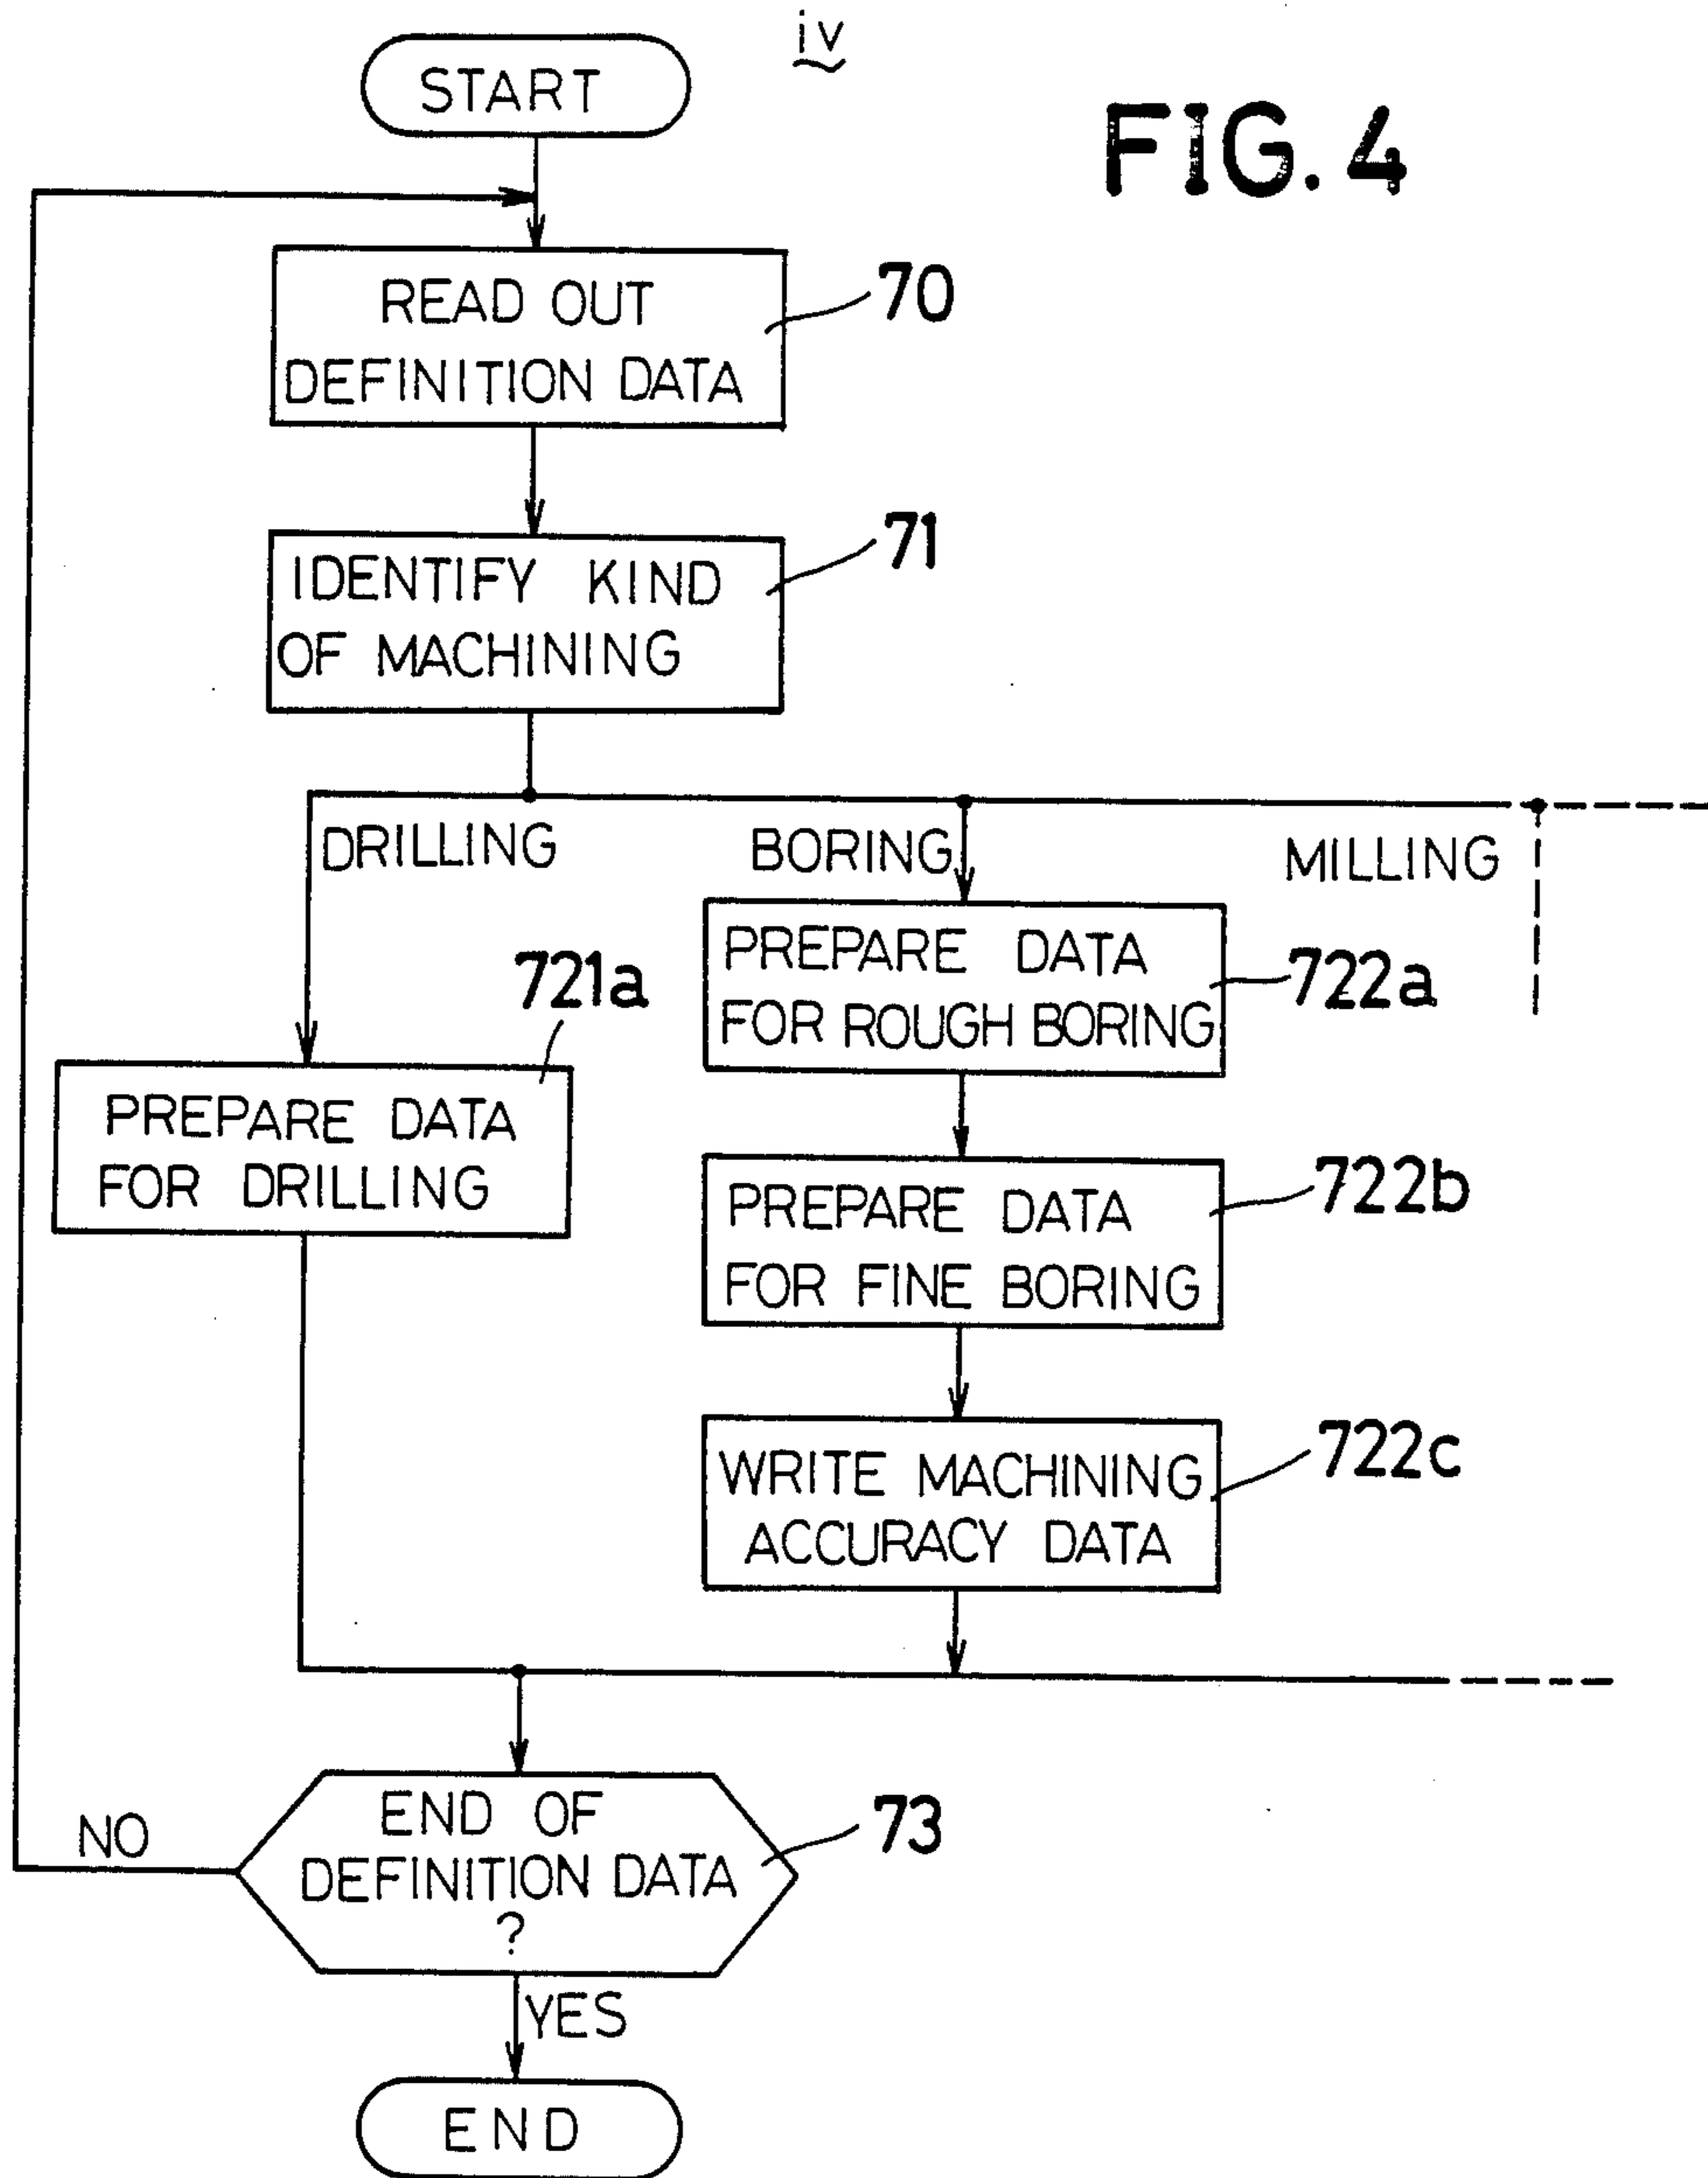 iv
START
FIG. 4
READ OUT
DEFINITION DATA
70
IDENTIFY KIND
OF MACHINING
71
DRILLING
BORING
MILLING
PREPARE DATA
FOR ROUGH BORING
722a
721a
PREPARE DATA
FOR DRILLING
PREPARE DATA
FOR FINE BORING
722b
WRITE MACHINING
ACCURACY DATA
722c
END OF
DEFINITION DATA
?
73
NO
YES
END